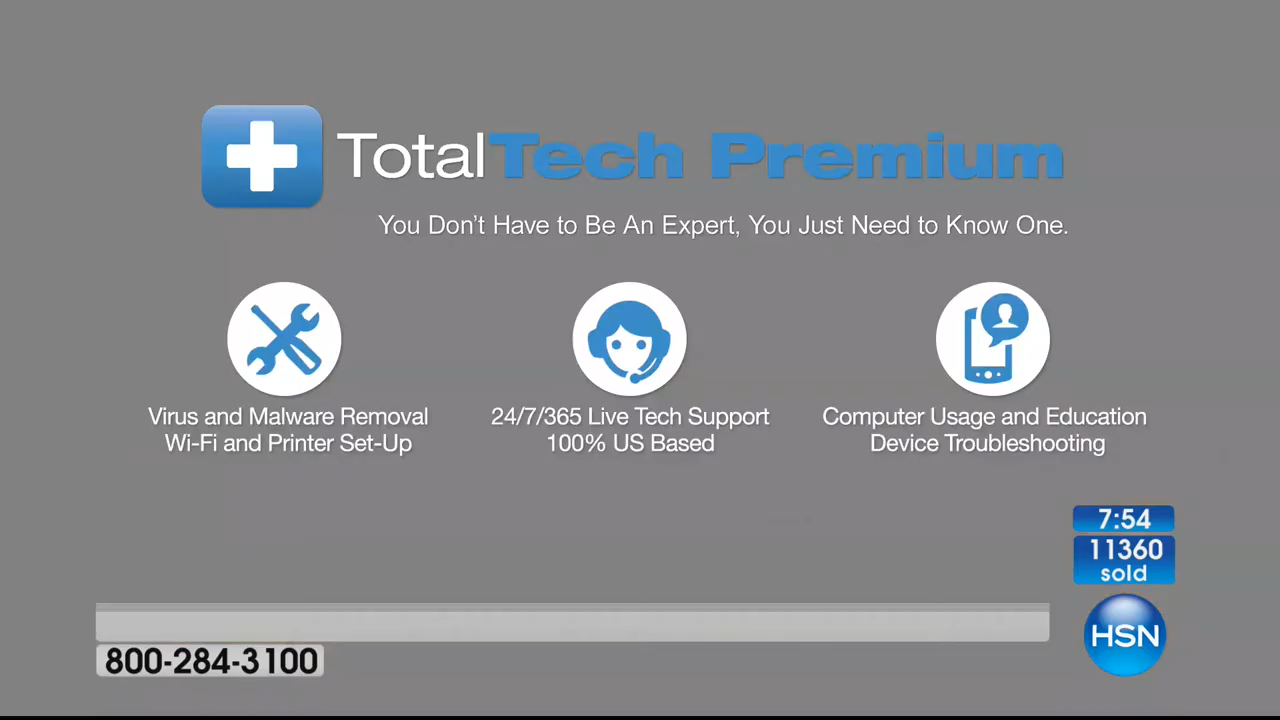 TotalTech Premium
You Don't Have to Be An Expert, You Just Need to Know One.
Virus and Malware Removal
Wi-Fi and Printer Set-Up
24/7/365 Live Tech Support
100% US Based
Computer Usage and Education
Device Troubleshooting
7:54
11360
sold
HSN
800-284-3100